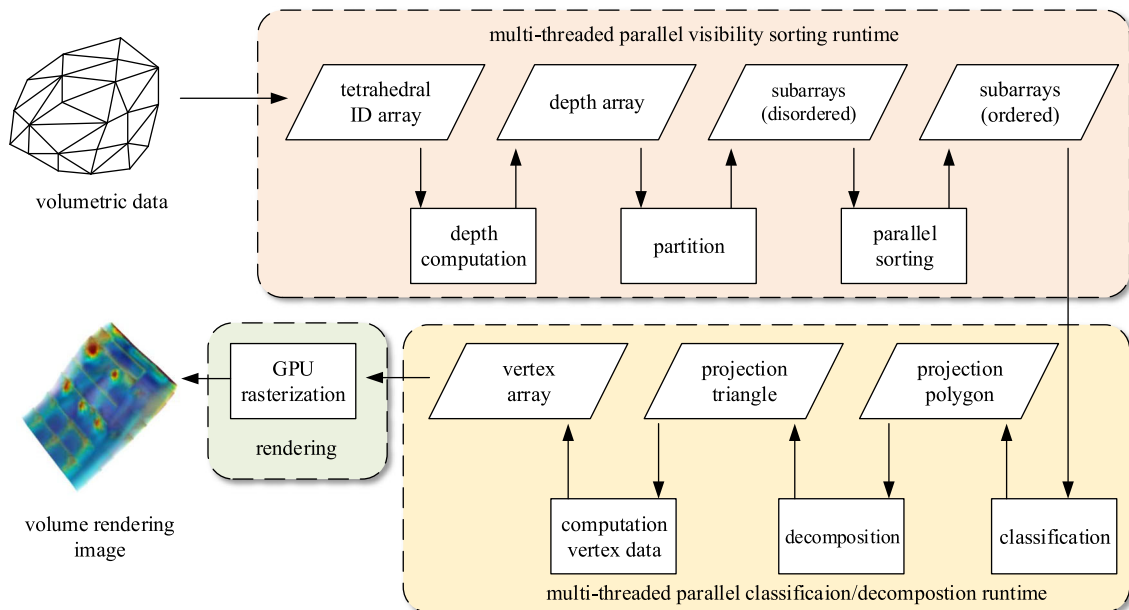 multi-threaded parallel visibility sorting runtime
tetrahedral
ID array
depth array
subarrays
(disordered)
subarrays
(ordered)
volumetric data
depth
computation
partition
parallel
sorting
GPU
rasterization
rendering
vertex
array
projection
triangle
projection
polygon
volume rendering
image
computation
vertex data
decomposition
classification
multi-threaded parallel classificaion/decompostion runtime